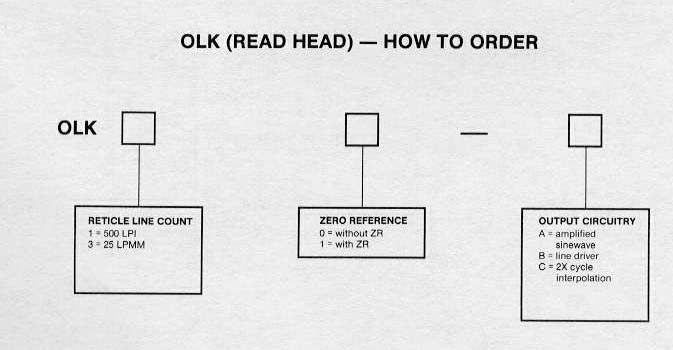 OLK (READ HEAD) — HOW TO ORDER
OLK —
RETICLE LINE COUNT
1 = 500 LPI
3 = 25 LPMM
ZERO REFERENCE
0 = without ZR
1 = with ZR
OUTPUT CIRCUITRY
A = amplified
sinewave
B = line driver
C = 2X cycle
interpolation